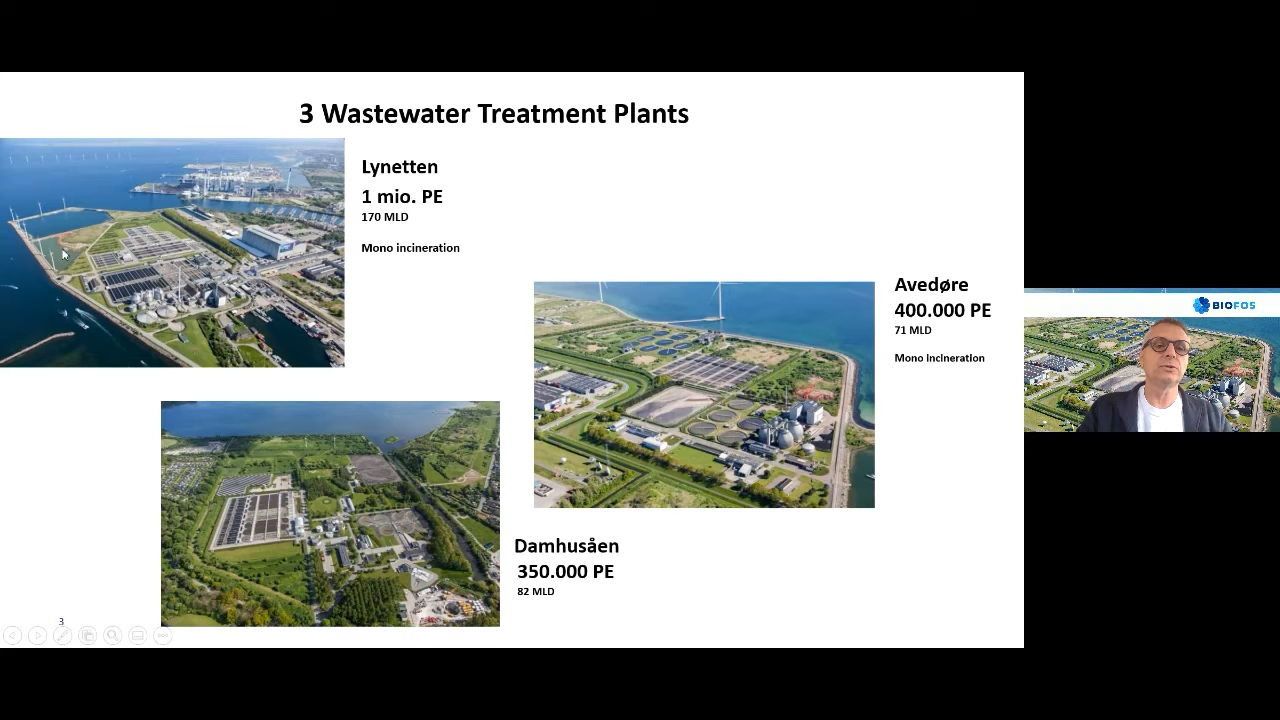 3 Wastewater Treatment Plants
Lynetten
1 mio. PE
170 MLD
Mono incineration
Avedøre
400.000 PE
71 MLD
Mono incineration
BIOFOS
Damhusåen
350.000 PE
82 MLD
3